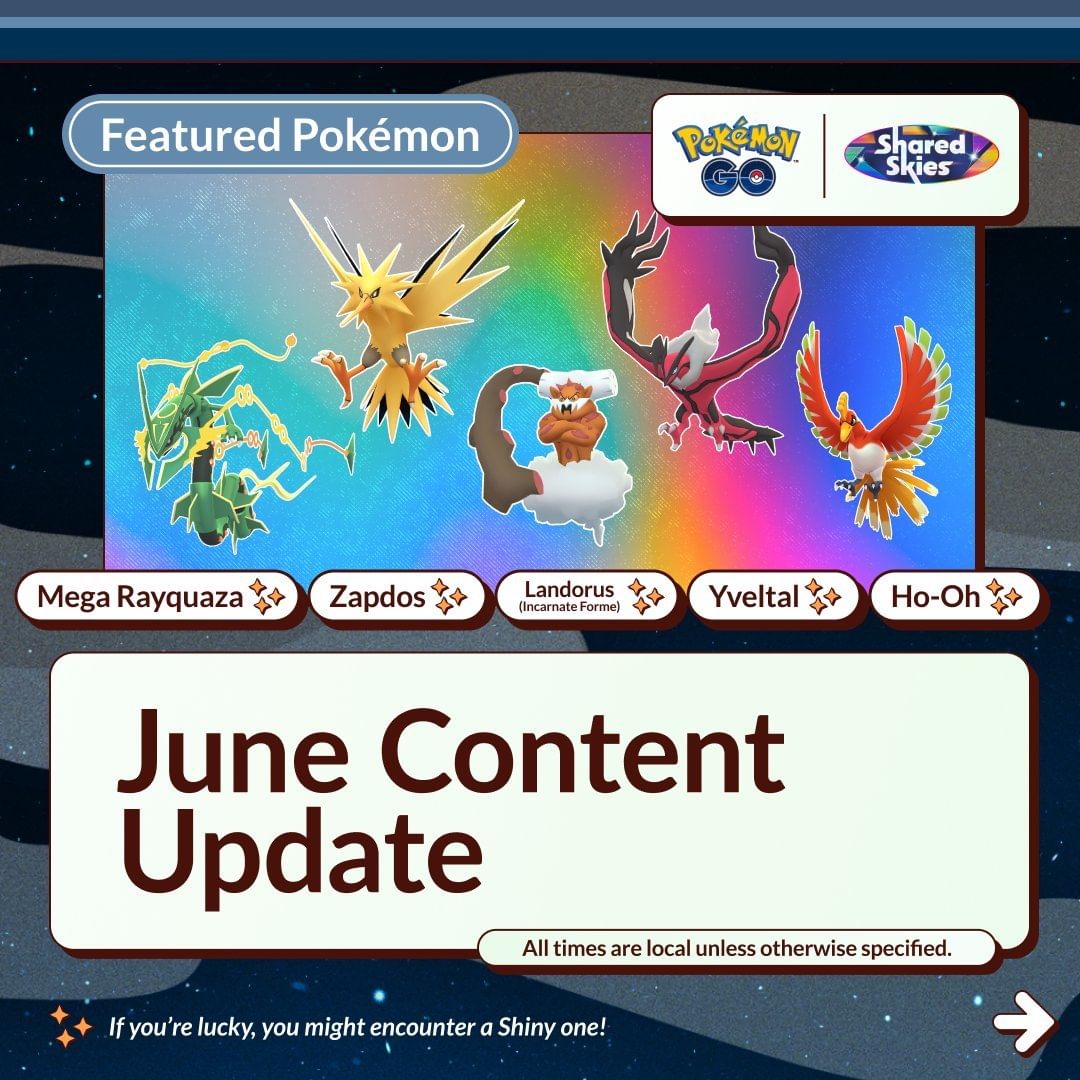 Featured Pokémon
POKÉMON
GO
Shared
Skies
Mega Rayquaza
Zapdos
Landorus
(Incarnate Forme)
Yveltal
Ho-Oh
June Content
Update
All times are local unless otherwise specified.
If you're lucky, you might encounter a Shiny one!